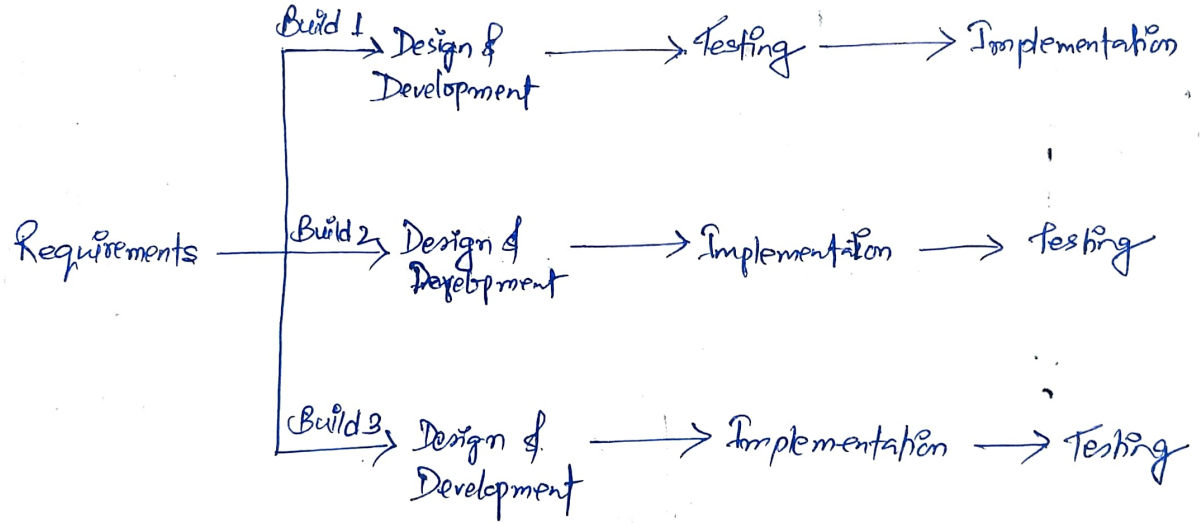 Build 1
Design & Testing Implementation
Development
Requirements Build 2 Design & Implementation Testing
Development
Build 3
Design & Implementation Testing
Development